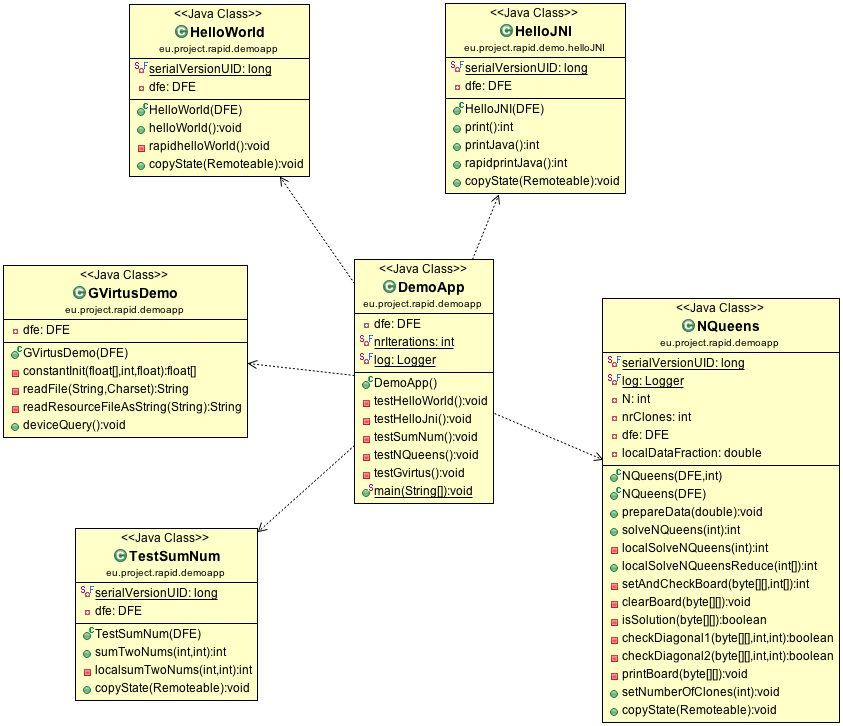 <<Java Class>>
HelloWorld
eu.project.rapid.demoapp
serialVersionUID: long
dfe: DFE
HelloWorld(DFE)
helloWorld():void
rapidhelloWorld():void
copyState(Remoteable):void
<<Java Class>>
HelloJNI
eu.project.rapid.demo.helloJNI
serialVersionUID: long
dfe: DFE
HelloJNI(DFE)
print():int
printJava():int
rapidprintJava():int
copyState(Remoteable):void
<<Java Class>>
GVirtusDemo
eu.project.rapid.demoapp
dfe: DFE
GVirtusDemo(DFE)
constantInit(float[],int,float):float[]
readFile(String,Charset):String
readResourceFileAsString(String):String
deviceQuery():void
<<Java Class>>
DemoApp
eu.project.rapid.demoapp
dfe: DFE
nrIterations: int
log: Logger
DemoApp()
testHelloWorld():void
testHelloJni():void
testSumNum():void
testNQueens():void
testGvirtus():void
main(String[]):void
<<Java Class>>
NQueens
eu.project.rapid.demoapp
serialVersionUID: long
log: Logger
N: int
nrClones: int
dfe: DFE
localDataFraction: double
NQueens(DFE,int)
NQueens(DFE)
prepareData(double):void
solveNQueens(int):int
localSolveNQueens(int):int
localSolveNQueensReduce(int[]):int
setAndCheckBoard(byte[][],int[]):int
clearBoard(byte[][]):void
isSolution(byte[][]):boolean
checkDiagonal1(byte[][],int,int):boolean
checkDiagonal2(byte[][],int,int):boolean
printBoard(byte[][]):void
setNumberOfClones(int):void
copyState(Remoteable):void
<<Java Class>>
TestSumNum
eu.project.rapid.demoapp
serialVersionUID: long
dfe: DFE
TestSumNum(DFE)
sumTwoNums(int,int):int
localsumTwoNums(int,int):int
copyState(Remoteable):void